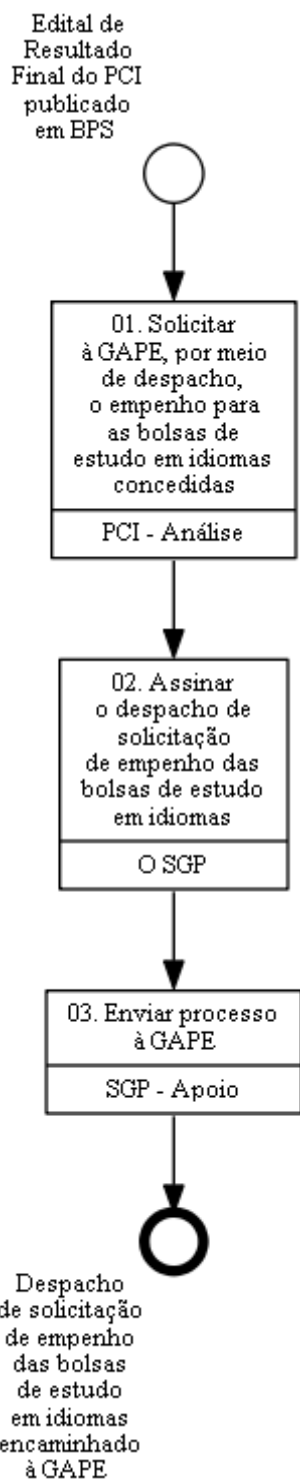 Edital de
Resultado
Final do PCI
publicado
em BPS
01. Solicitar
à GAPE, por meio
de despacho,
o empenho para
as bolsas de
estudo em idiomas
concedidas
PCI - Análise
02. Assinar
o despacho de
solicitação
de empenho das
bolsas de estudo
em idiomas
O SGP
03. Enviar processo
à GAPE
SGP - Apoio
Despacho
de solicitação
de empenho
das bolsas
de estudo
em idiomas
encaminhado
à GAPE